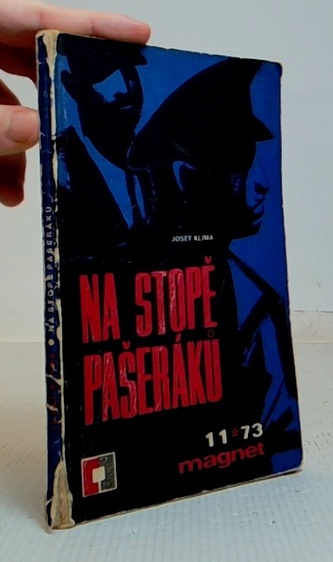 JOSEF KLIMA
NA STOPĚ
PAŠERÁKŮ
11*73
magnet
NA STOPĚ PAŠERÁKŮ